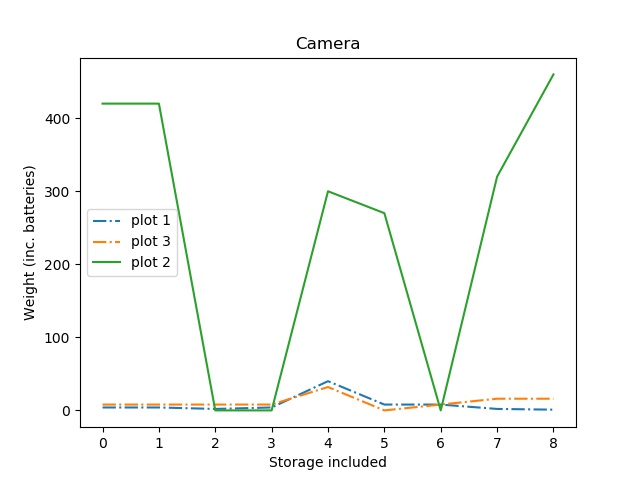 Camera
Weight (inc. batteries)
400
300
200
100
0
plot 1
plot 3
plot 2
0 1 2 3 4 5 6 7 8
Storage included